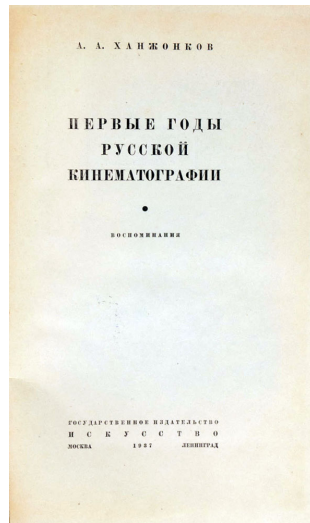 А. А. ХАНЖОНКОВ
ПЕРВЫЕ ГОДЫ
РУССКОЙ
КИНЕМАТОГРАФИИ
ВОСПОМИНАНИЯ
ГОСУДАРСТВЕННОЕ ИЗДАТЕЛЬСТВО
ИСКУССТВО
МОСКВА 1937 ЛЕНИНГРАД